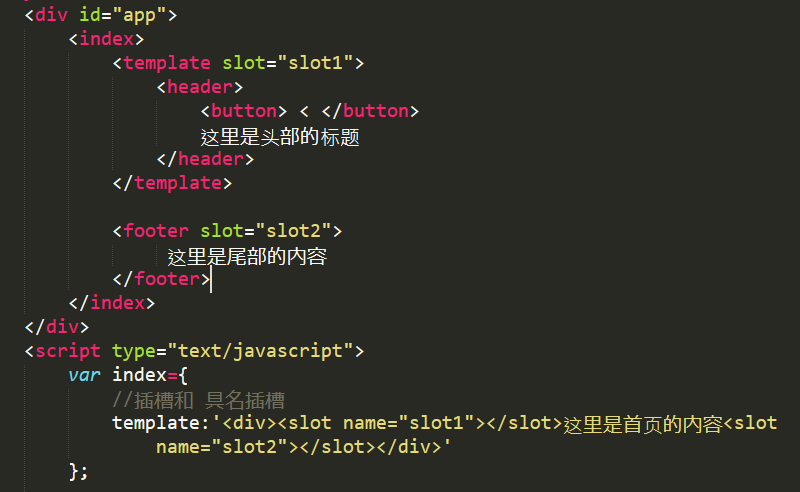 <div id="app">
<index>
<template slot="slot1">
<header>
<button> < </button>
这里是头部的标题
</header>
</template>
<footer slot="slot2">
这里是尾部的内容
</footer>
</index>
</div>
<script type="text/javascript">
var index={
//插槽和 具名插槽
template:'<div><slot name="slot1"></slot>这里是首页的内容<slot
name="slot2"></slot></div>'
};